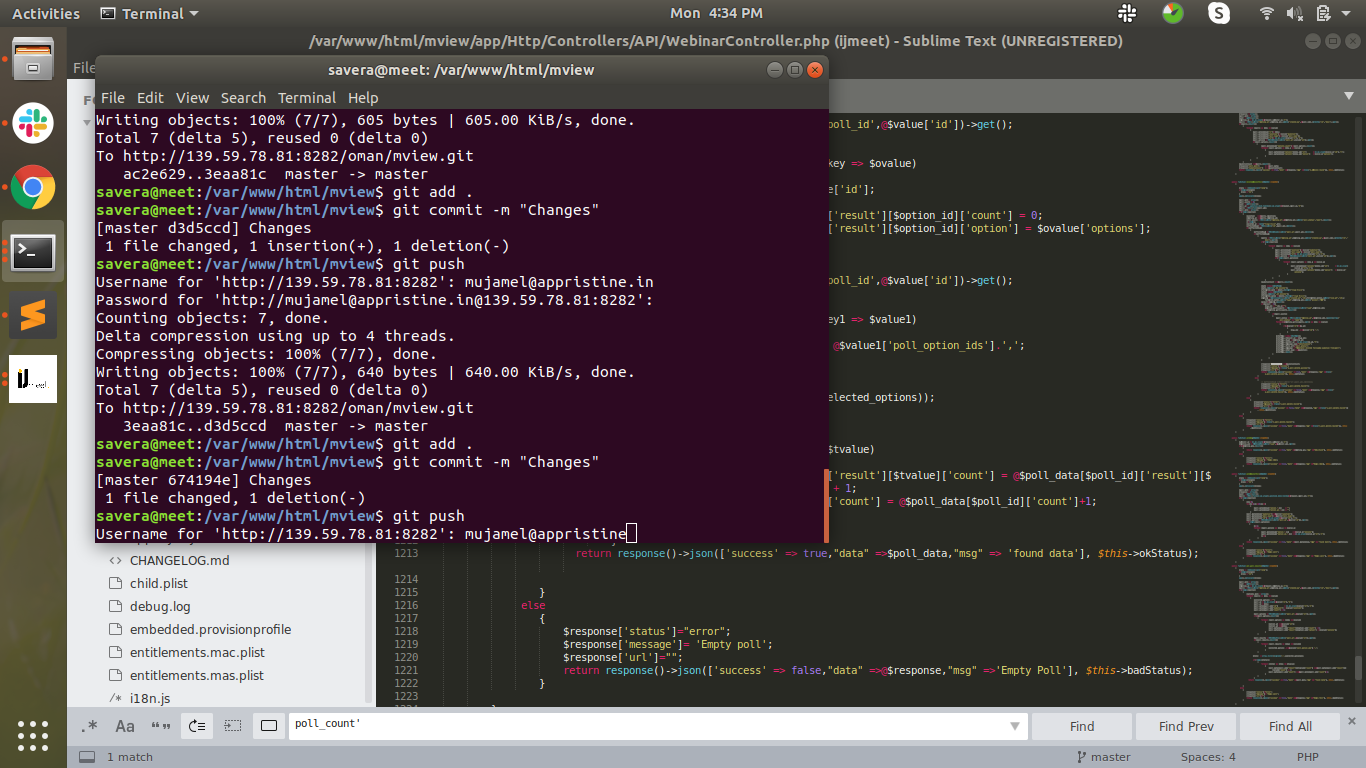 Activities
Terminal
Mon 4:34 PM
/var/www/html/mview/app/Http/Controllers/API/WebinarController.php (ijmeet) - Sublime Text (UNREGISTERED)
savera@meet: /var/www/html/mview
File Edit View Search Terminal Help
Writing objects: 100% (7/7), 605 bytes | 605.00 KiB/s, done.
Total 7 (delta 5), reused 0 (delta 0)
To http://139.59.78.81:8282/oman/mview.git
ac2e629..3eaa81c master -> master
savera@meet:/var/www/html/mview$ git add .
savera@meet:/var/www/html/mview$ git commit -m "Changes"
[master d3d5ccd] Changes
1 file changed, 1 insertion(+), 1 deletion(-)
savera@meet:/var/www/html/mview$ git push
Username for 'http://139.59.78.81:8282': mujamel@appristine.in
Password for 'http://mujamel@appristine.in@139.59.78.81:8282':
Counting objects: 7, done.
Delta compression using up to 4 threads.
Compressing objects: 100% (7/7), done.
Writing objects: 100% (7/7), 640 bytes | 640.00 KiB/s, done.
Total 7 (delta 5), reused 0 (delta 0)
To http://139.59.78.81:8282/oman/mview.git
3eaa81c..d3d5ccd master -> master
savera@meet:/var/www/html/mview$ git add .
savera@meet:/var/www/html/mview$ git commit -m "Changes"
[master 674194e] Changes
1 file changed, 1 deletion(-)
savera@meet:/var/www/html/mview$ git push
Username for 'http://139.59.78.81:8282': mujamel@appristine
poll_id',@$value['id'])->get();
key => $ovalue)
e['id'];
['result'][$option_id]['count'] = 0;
['result'][$option_id]['option'] = $ovalue['options'];
poll_id',@$value['id'])->get();
ey1 => $value1)
@$value1['poll_option_ids'].',';
elected_options));
$tvalue)
['result'][$tvalue]['count'] = @$poll_data[$poll_id]['result'][$
+ 1;
['count'] = @$poll_data[$poll_id]['count']+1;
1213 return response()->json(['success' => true,"data" =>$poll_data,"msg" => 'found data'], $this->okStatus);
1214
1215 }
1216 else
1217 {
1218 $response['status']="error";
1219 $response['message']= 'Empty poll';
1220 $response['url']="";
1221 return response()->json(['success' => false,"data" =>@$response,"msg" =>'Empty Poll'], $this->badStatus);
1222 }
1223
CHANGELOG.md
child.plist
debug.log
embedded.provisionprofile
entitlements.mac.plist
entitlements.mas.plist
/* i18n.js
.* Aa “”
poll_count'
Find
Find Prev
Find All
1 match
master
Spaces: 4
PHP